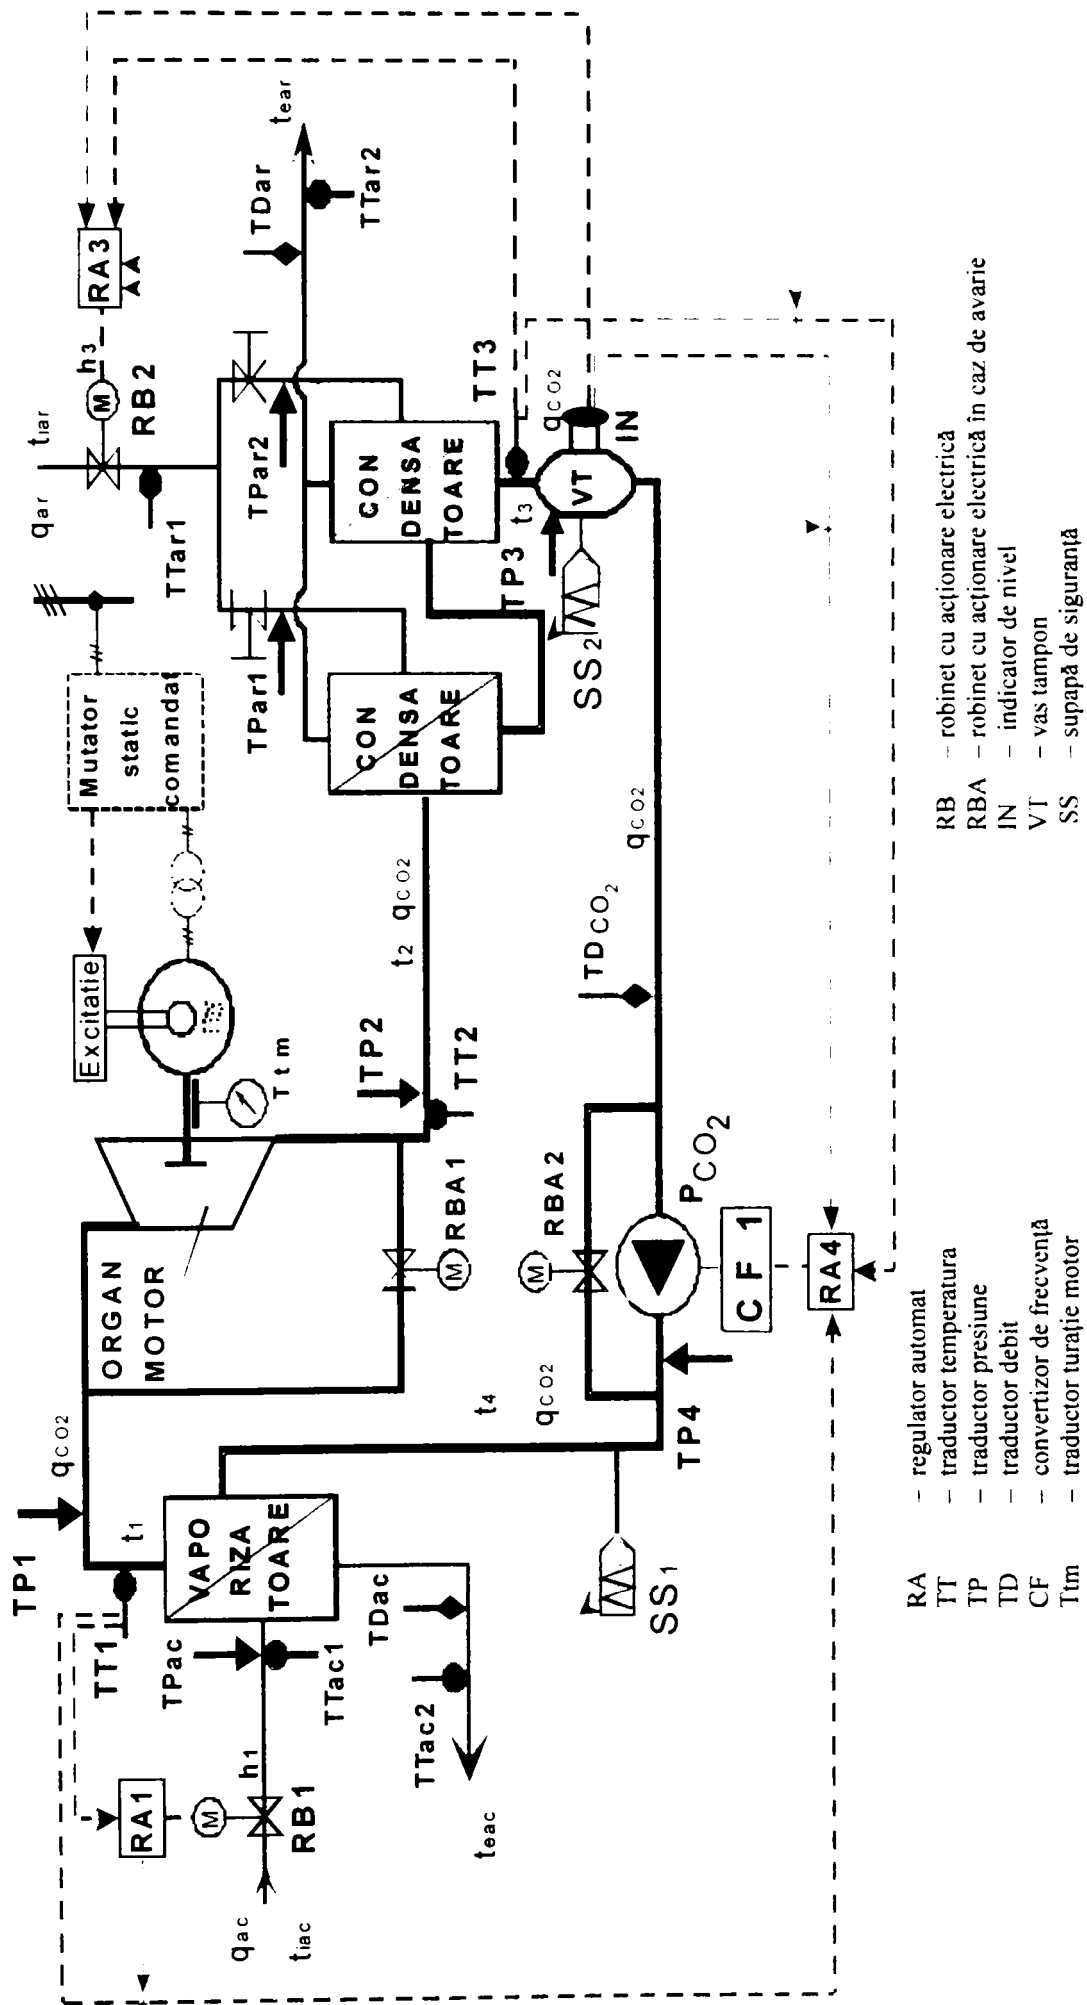 TP1
qCO2
t1
TT1
VAPO
RIZA
TOARE
TPac
TTac1
RA1
M
h1
RB1
qac
tiac
TTac2
TDac
teac
ORGAN
MOTOR
Excitatie
Ttm
Mutator
static
comandat
TP2
TT2
t2
qCO2
M
RBA1
RBA2
M
PCO2
CF 1
RA4
t4
qCO2
TP4
SS1
TDCO2
qCO2
CON
DENSA
TOARE
CON
DENSA
TOARE
TPar1
TPar2
qar
tiar
TTar1
M
h3
RB2
RA3
TDar
TTar2
tear
TT3
t3
TP3
VT
IN
qCO2
SS2
RA – regulator automat
TT – traductor temperatura
TP – traductor presiune
TD – traductor debit
CF – convertizor de frecvenţă
Ttm – traductor turaţie motor
RB – robinet cu acţionare electrică
RBA – robinet cu acţionare electrică în caz de avarie
IN – indicator de nivel
VT – vas tampon
SS – supapă de siguranţă